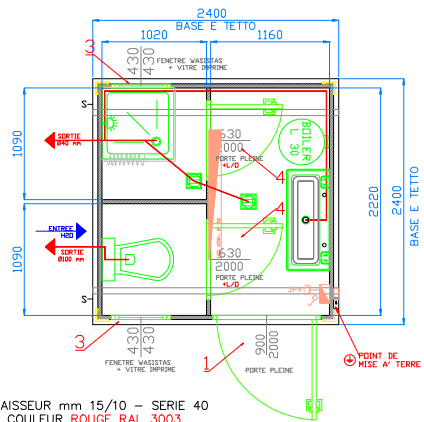 2400
BASE E TETTO
1020
1160
3
430
430
FENETRE WASISTAS
+ VITRE IMPRIME
S
BOILER
L 30
630
2000
PORTE PLEINE
+L/D
4
1090
SORTIE
Ø40 mm
2220
2400
BASE E TETTO
4
ENTREE
H2O
SORTIE
Ø100 mm
630
2000
PORTE PLEINE
+L/D
1090
S
3
430
430
FENETRE WASISTAS
+ VITRE IMPRIME
1
900
2000
PORTE PLEINE
POINT DE
MISE A' TERRE
AISSEUR mm 15/10 - SERIE 40
COULEUR ROUGE RAL 3003